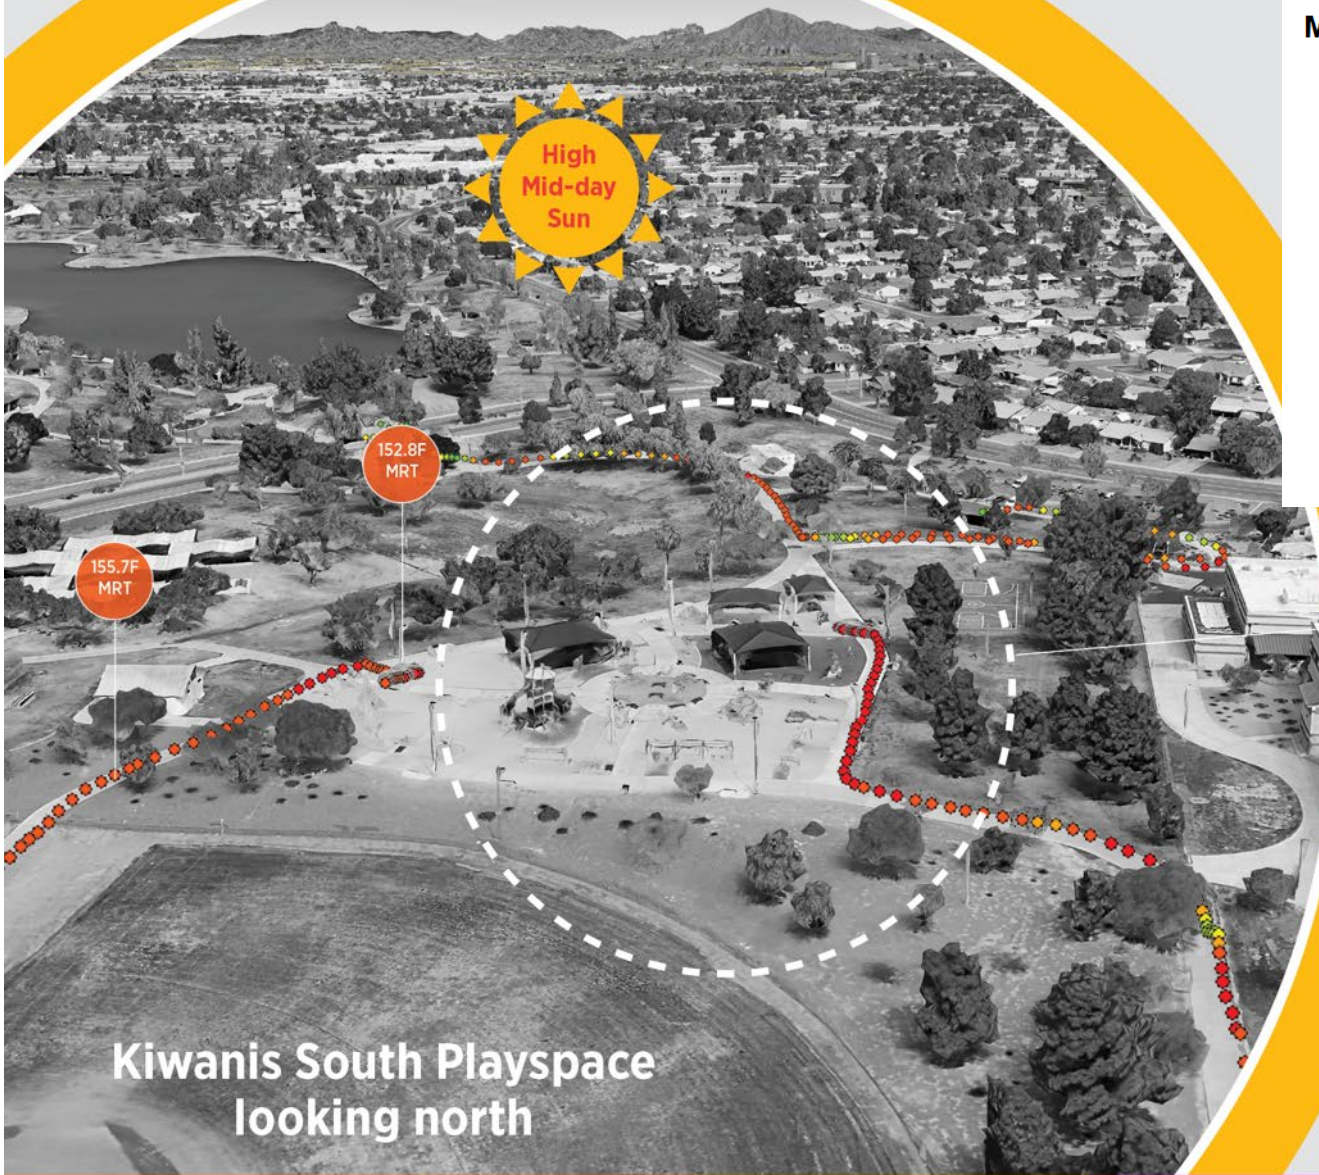 M
High
Mid-day
Sun
152.8F
MRT
155.7F
MRT
Kiwanis South Playspace
looking north